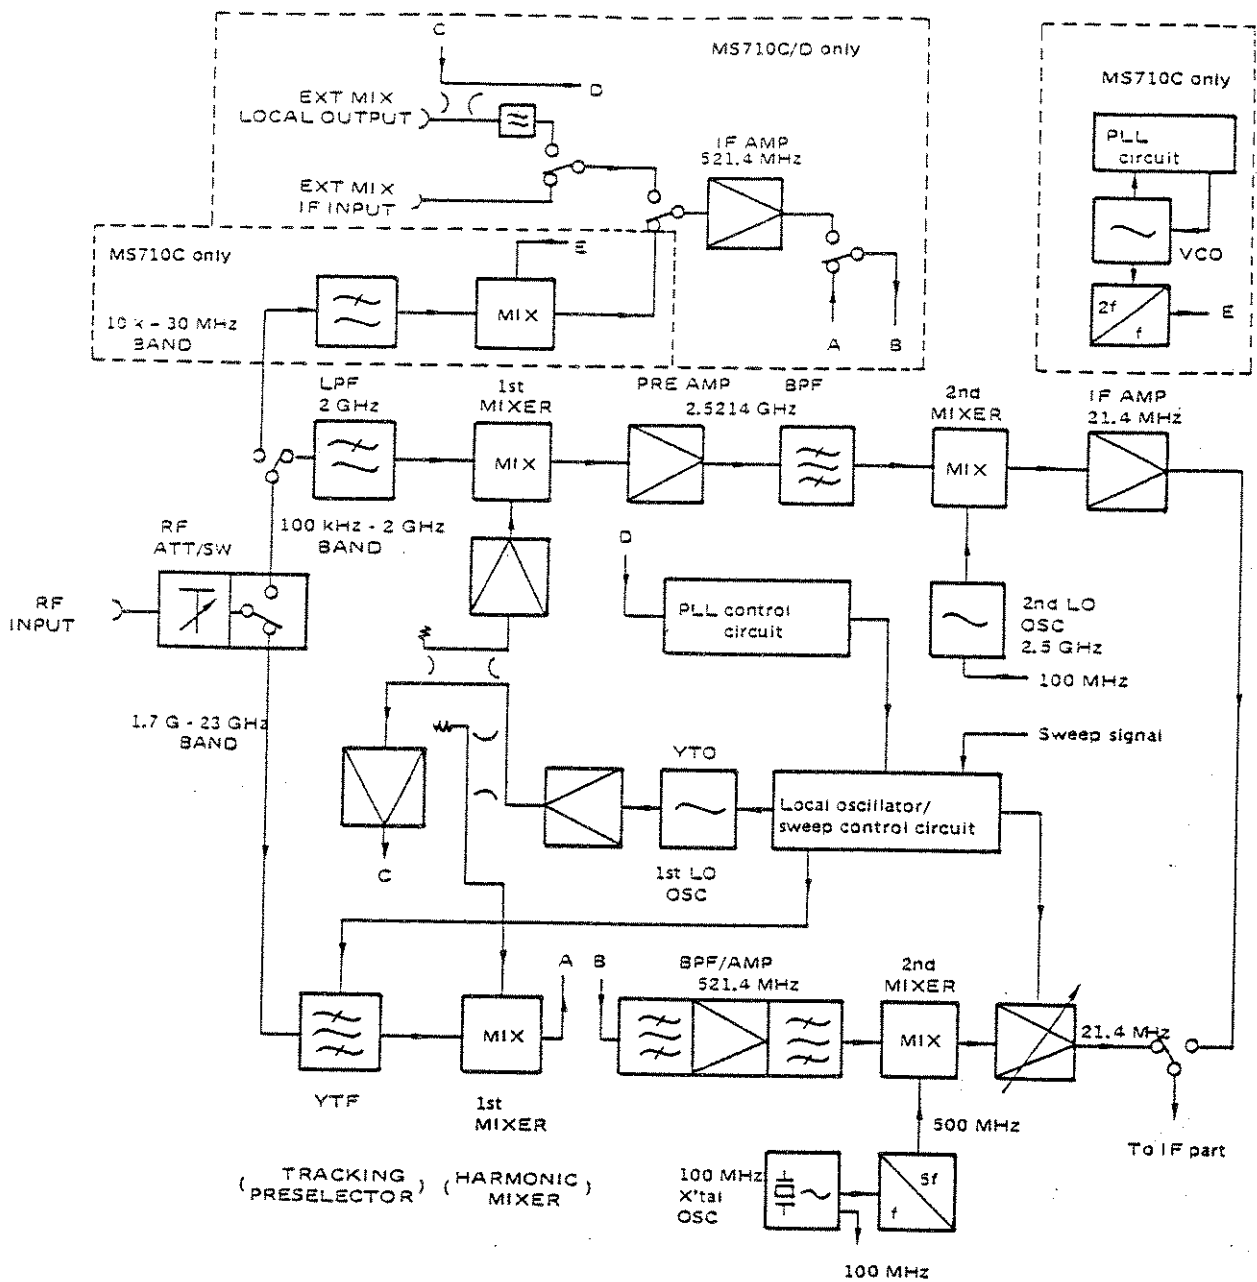 C
MS710C/D only
D
EXT MIX
LOCAL OUTPUT
IF AMP
521.4 MHz
EXT MIX
IF INPUT
MS710C only
PLL
circuit
VCO
2f
f
E
MS710C only
E
MIX
10 k - 30 MHz
BAND
A
B
LPF
2 GHz
1st
MIXER
PRE AMP
2.5214 GHz
BPF
2nd
MIXER
IF AMP
21.4 MHz
MIX
MIX
100 kHz - 2 GHz
BAND
RF
ATT/SW
RF
INPUT
D
PLL control
circuit
2nd LO
OSC
2.5 GHz
100 MHz
1.7 G - 23 GHz
BAND
Sweep signal
YTO
Local oscillator/
sweep control circuit
1st LO
OSC
C
A
B
BPF/AMP
521.4 MHz
2nd
MIXER
MIX
MIX
21.4 MHz
YTF
1st
MIXER
500 MHz
To IF part
(TRACKING
PRESELECTOR)
(HARMONIC
MIXER)
100 MHz
X'tal
OSC
5f
f
100 MHz